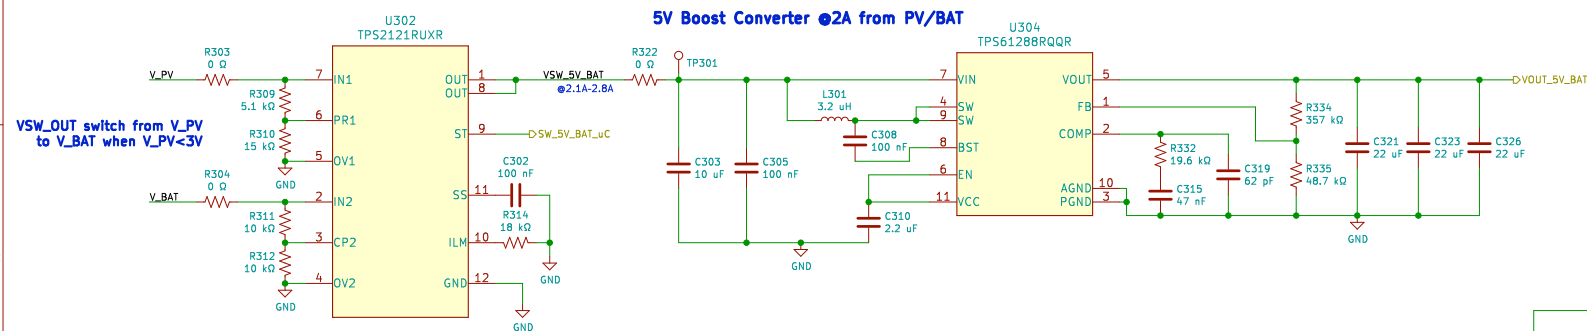 5V Boost Converter @2A from PV/BAT
U302
TPS2121RUXR
U304
TPS61288RQQR
R303
0 Ω
V_PV
7 IN1
R309
5.1 kΩ
6 PR1
VSW_OUT switch from V_PV
to V_BAT when V_PV<3V
R310
15 kΩ
5 OV1
GND
R304
0 Ω
V_BAT
2 IN2
R311
10 kΩ
3 CP2
R312
10 kΩ
4 OV2
GND
OUT 1
OUT 8
ST 9
SW_5V_BAT_uC
C302
100 nF
SS 11
R314
18 kΩ
ILM 10
GND
GND 12
GND
VSW_5V_BAT
@2.1A-2.8A
R322
0 Ω
TP301
C303
10 uF
C305
100 nF
L301
3.2 uH
C308
100 nF
C310
2.2 uF
GND
7 VIN
4 SW
9 SW
8 BST
6 EN
11 VCC
VOUT 5
FB 1
COMP 2
AGND 10
PGND 3
VOUT_5V_BAT
R332
19.6 kΩ
C315
47 nF
C319
62 pF
R334
357 kΩ
R335
48.7 kΩ
C321
22 uF
C323
22 uF
C326
22 uF
GND